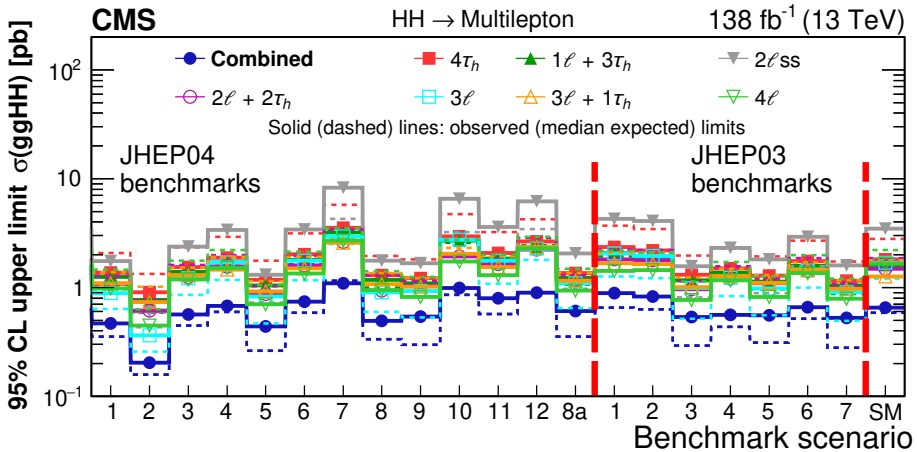 CMS HH → Multilepton 138 fb⁻¹ (13 TeV)
95% CL upper limit σ(ggHH) [pb]
10²
10
1
10⁻¹
Combined 4τₕ 1ℓ + 3τₕ 2ℓss
2ℓ + 2τₕ 3ℓ 3ℓ + 1τₕ 4ℓ
Solid (dashed) lines: observed (median expected) limits
JHEP04 benchmarks
JHEP03 benchmarks
1 2 3 4 5 6 7 8 9 10 11 12 8a 1 2 3 4 5 6 7 SM
Benchmark scenario